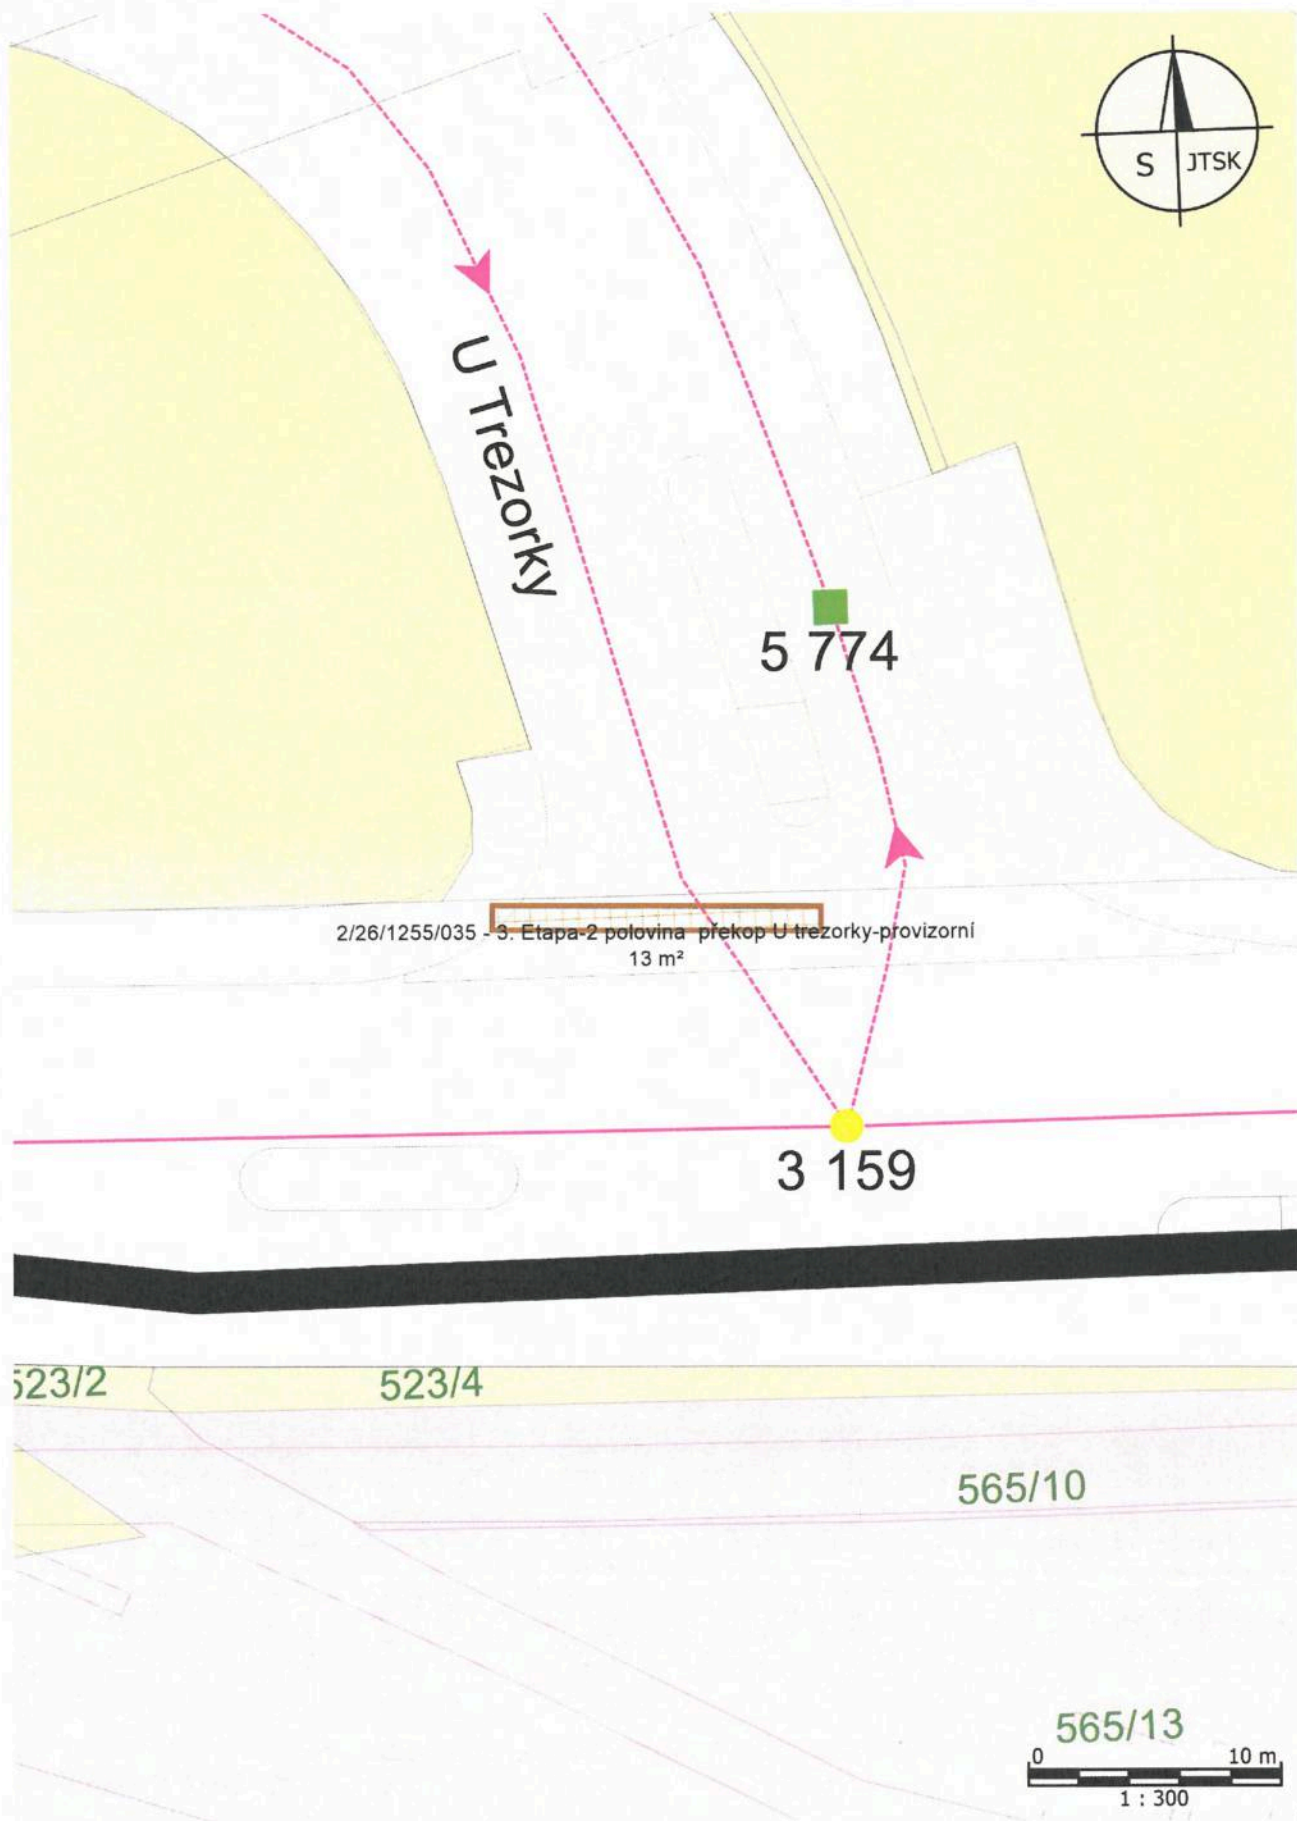 S JTSK
U Trezorky
5 774
2/26/1255/035 - 3. Etapa-2 polovina překop U trezorky-provizorní
13 m²
3 159
523/2
523/4
565/10
565/13
0 10 m
1 : 300